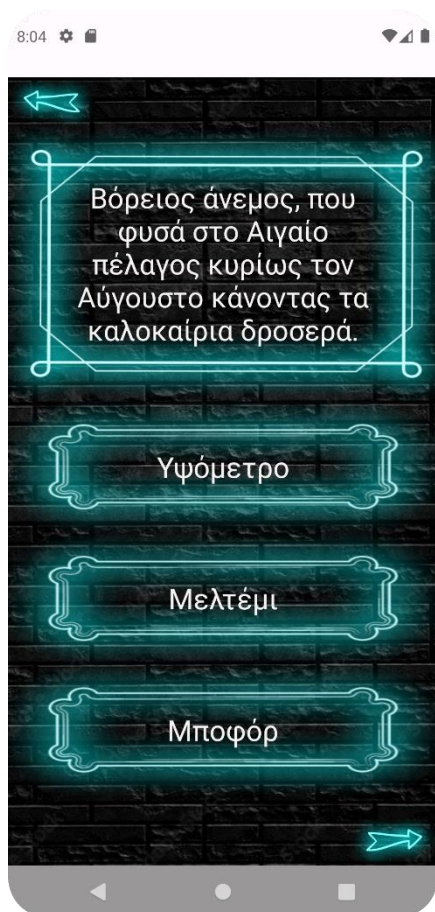 8:04
Βόρειος άνεμος, που
φυσά στο Αιγαίο
πέλαγος κυρίως τον
Αύγουστο κάνοντας τα
καλοκαίρια δροσερά.
Υψόμετρο
Μελτέμι
Μποφόρ